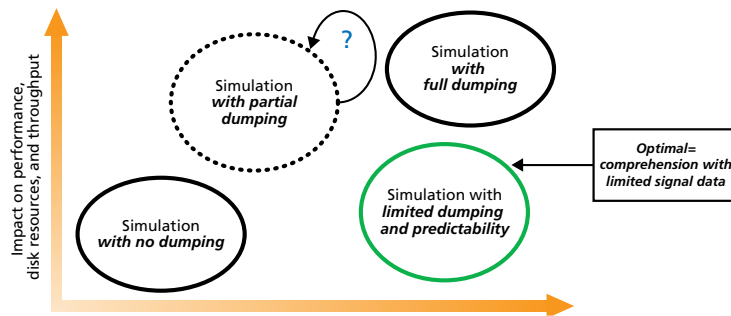 Impact on performance,
disk resources, and throughput
?
Simulation
with partial
dumping
Simulation
with
full dumping
Optimal=
comprehension with
limited signal data
Simulation
with no dumping
Simulation with
limited dumping
and predictability